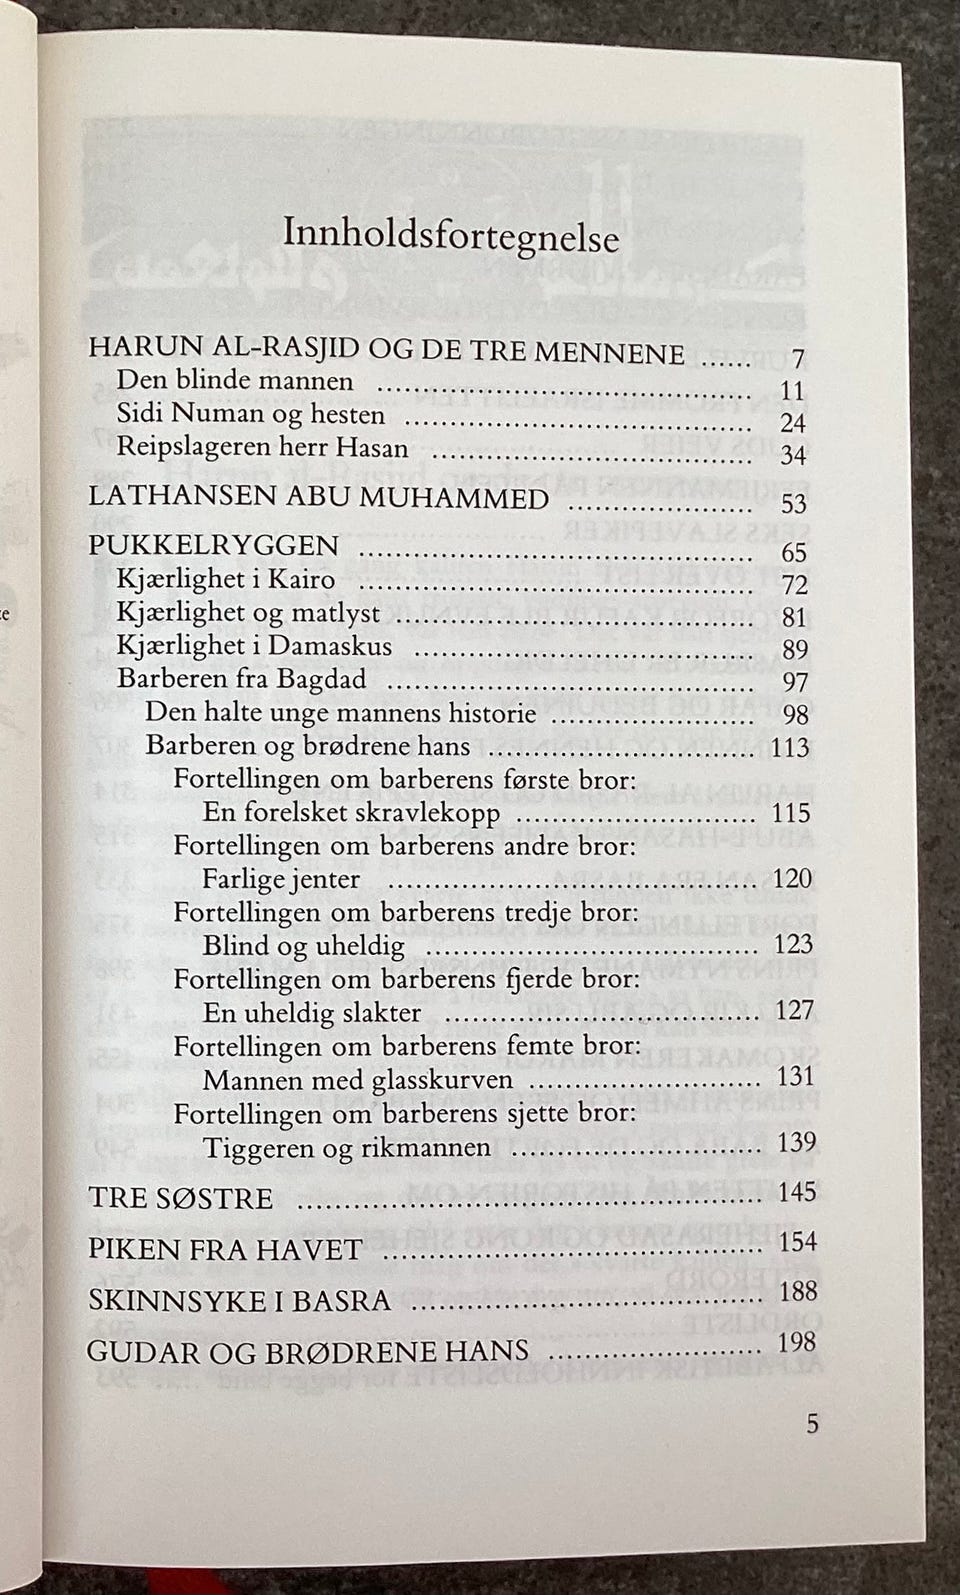 Innholdsfortegnelse
HARUN AL-RASJID OG DE TRE MENNENE ...... 7
Den blinde mannen ........................................ 11
Sidi Numan og hesten ..................................... 24
Reipslageren herr Hasan .................................. 34
LATHANSEN ABU MUHAMMED .................... 53
PUKKELRYGGEN ........................................... 65
Kjærlighet i Kairo ........................................ 72
Kjærlighet og matlyst ...................................... 81
Kjærlighet i Damaskus ..................................... 89
Barberen fra Bagdad ....................................... 97
Den halte unge mannens historie ...................... 98
Barberen og brødrene hans ............................. 113
Fortellingen om barberens første bror:
En forelsket skravlekopp .......................... 115
Fortellingen om barberens andre bror:
Farlige jenter ........................................ 120
Fortellingen om barberens tredje bror:
Blind og uheldig .................................... 123
Fortellingen om barberens fjerde bror:
En uheldig slakter .................................. 127
Fortellingen om barberens femte bror:
Mannen med glasskurven ......................... 131
Fortellingen om barberens sjette bror:
Tiggeren og rikmannen ........................... 139
TRE SØSTRE .................................................. 145
PIKEN FRA HAVET ......................................... 154
SKINNSYKE I BASRA ...................................... 188
GUDAR OG BRØDRENE HANS ....................... 198
5